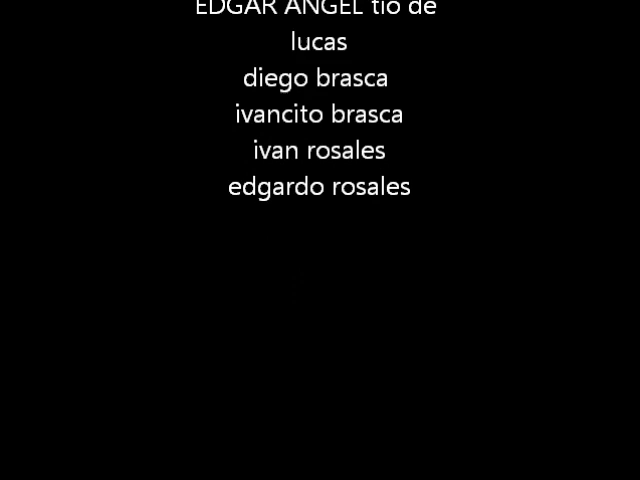 EDGAR ANGEL tio de
lucas
diego brasca
ivancito brasca
ivan rosales
edgardo rosales